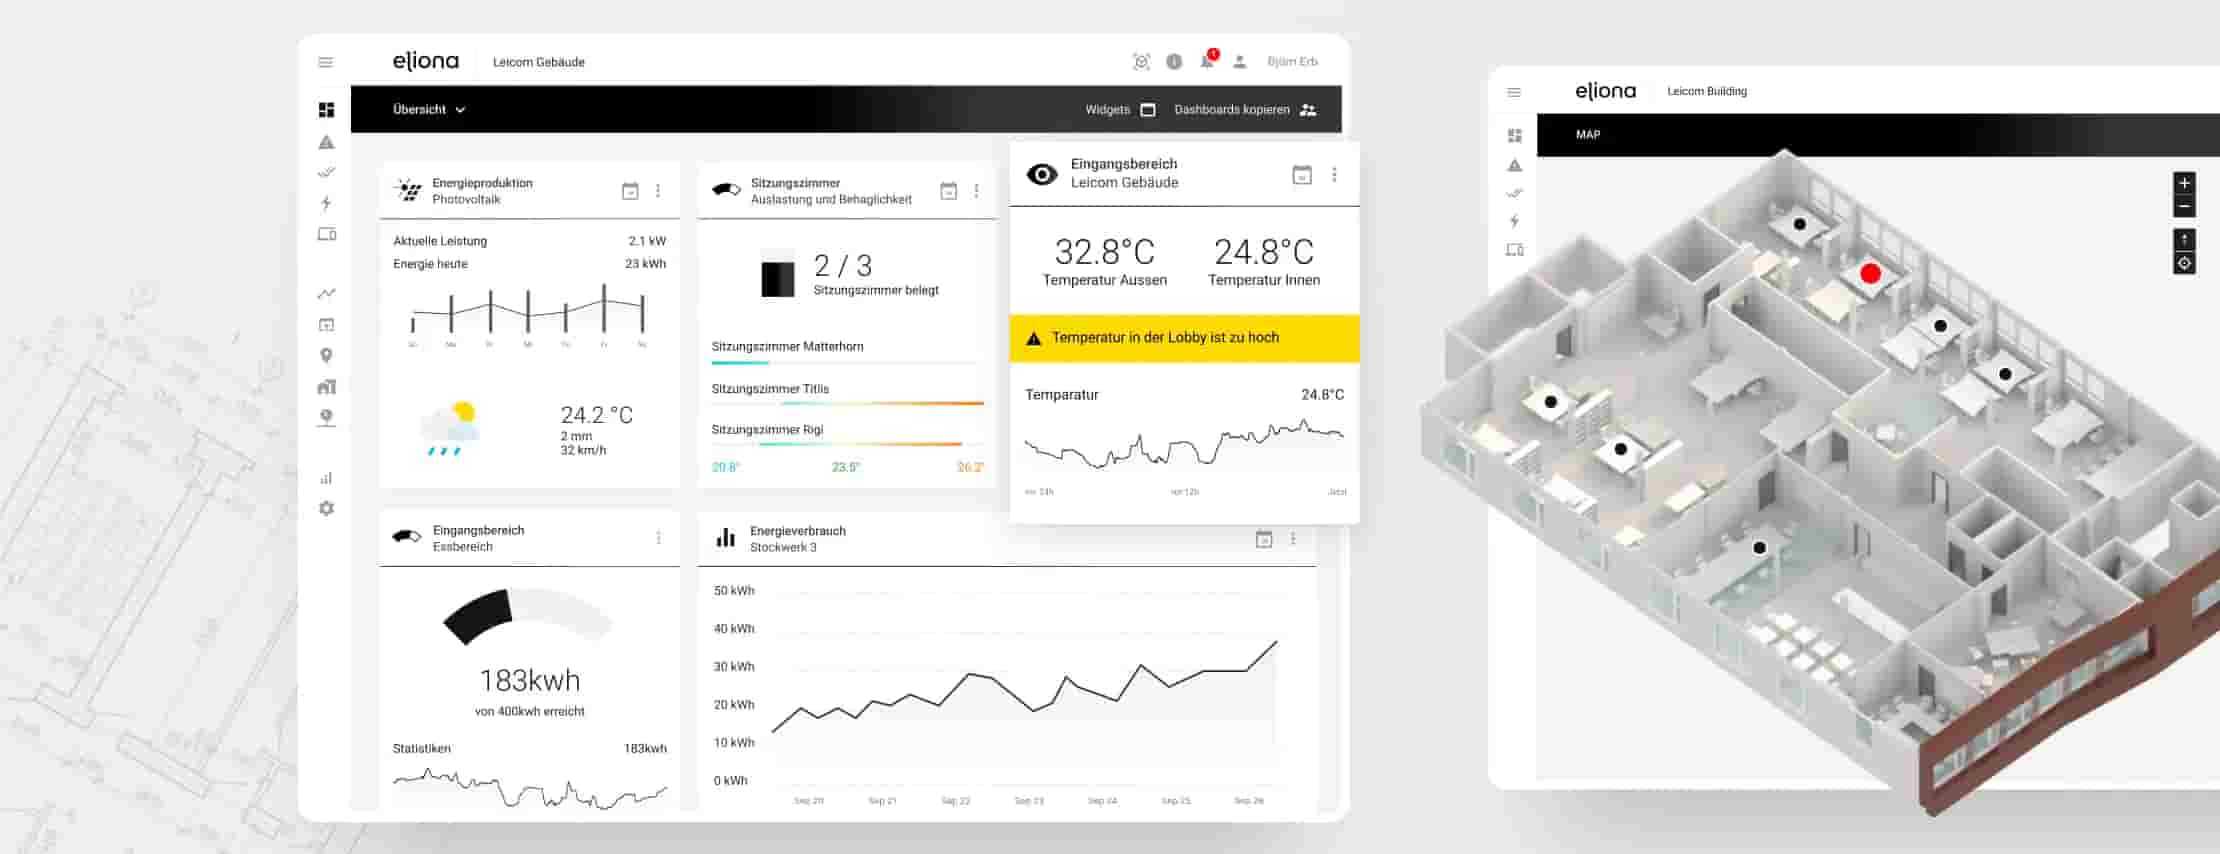 eliona
Leicom Gebäude
1
Björn Erb
Übersicht
Widgets
Dashboards kopieren
Energieproduktion
Photovoltaik
Aktuelle Leistung
2.1 kW
Energie heute
23 kWh
24.2 °C
2 mm
32 km/h
Sitzungszimmer
Auslastung und Behaglichkeit
2 / 3
Sitzungszimmer belegt
Sitzungszimmer Matterhorn
Sitzungszimmer Titlis
Sitzungszimmer Rigi
20.8°
23.5°
26.2°
Eingangsbereich
Leicom Gebäude
32.8°C
Temperatur Aussen
24.8°C
Temperatur Innen
Temperatur in der Lobby ist zu hoch
Temparatur
24.8°C
vor 24h
vor 12h
Jetzt
Eingangsbereich
Essbereich
183kwh
von 400kwh erreicht
Statistiken
183kwh
Energieverbrauch
Stockwerk 3
50 kWh
40 kWh
30 kWh
20 kWh
10 kWh
0 kWh
Sep 20
Sep 21
Sep 22
Sep 23
Sep 24
Sep 25
Sep 26
eliona
Leicom Building
MAP